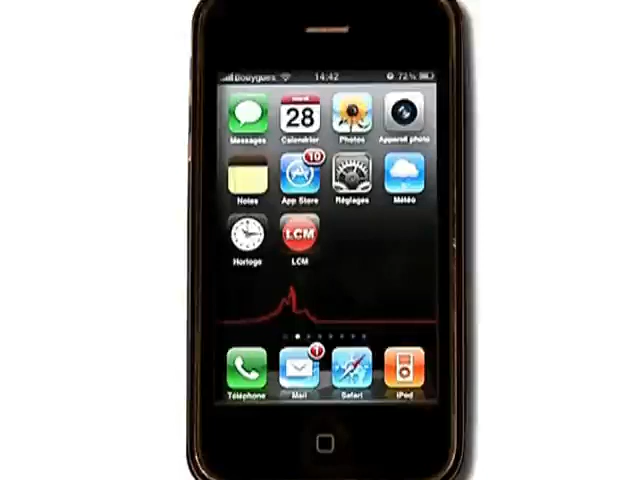 Bouygues 14:42 72%
28
Messages Calendrier Photos Appareil photo
10
Notes App Store Réglages Météo
LCM
Horloge LCM
1
Téléphone Mail Safari iPod